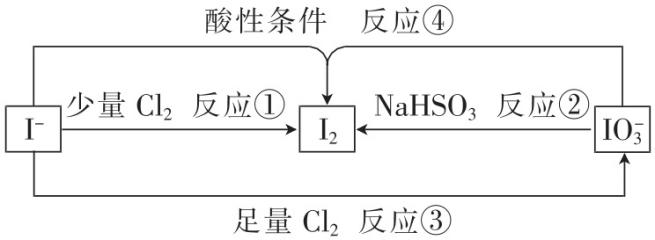 酸性条件 反应④
少量 Cl₂ 反应① NaHSO₃ 反应②
I⁻ I₂ IO₃⁻
足量 Cl₂ 反应③